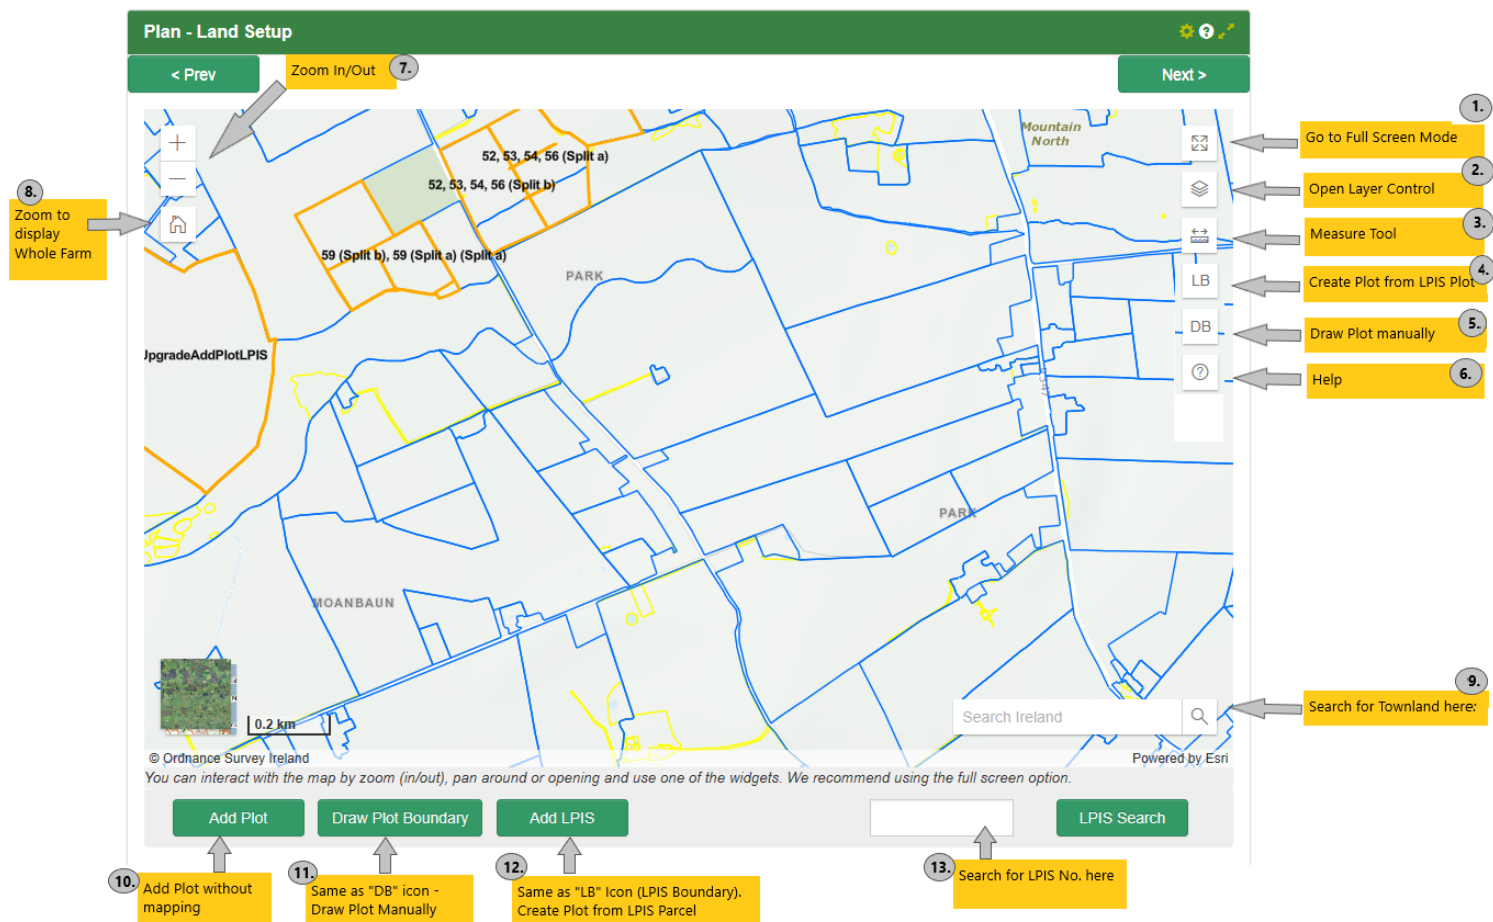 Plan - Land Setup
< Prev
Zoom In/Out
7.
Next >
1.
Go to Full Screen Mode
2.
Open Layer Control
3.
Measure Tool
4.
LB
Create Plot from LPIS Plot
5.
DB
Draw Plot manually
6.
Help
8.
Zoom to
display
Whole Farm
Mountain
North
52, 53, 54, 56 (Split a)
52, 53, 54, 56 (Split b)
59 (Split b), 59 (Split a) (Split a)
PARK
UpgradeAddPlotLPIS
PARK
MOANBAUN
0.2 km
9.
Search for Townland here:
Search Ireland
© Ordnance Survey Ireland
Powered by Esri
You can interact with the map by zoom (in/out), pan around or opening and use one of the widgets. We recommend using the full screen option.
Add Plot
Draw Plot Boundary
Add LPIS
LPIS Search
10.
Add Plot without
mapping
11.
Same as "DB" icon -
Draw Plot Manually
12.
Same as "LB" Icon (LPIS Boundary).
Create Plot from LPIS Parcel
13.
Search for LPIS No. here